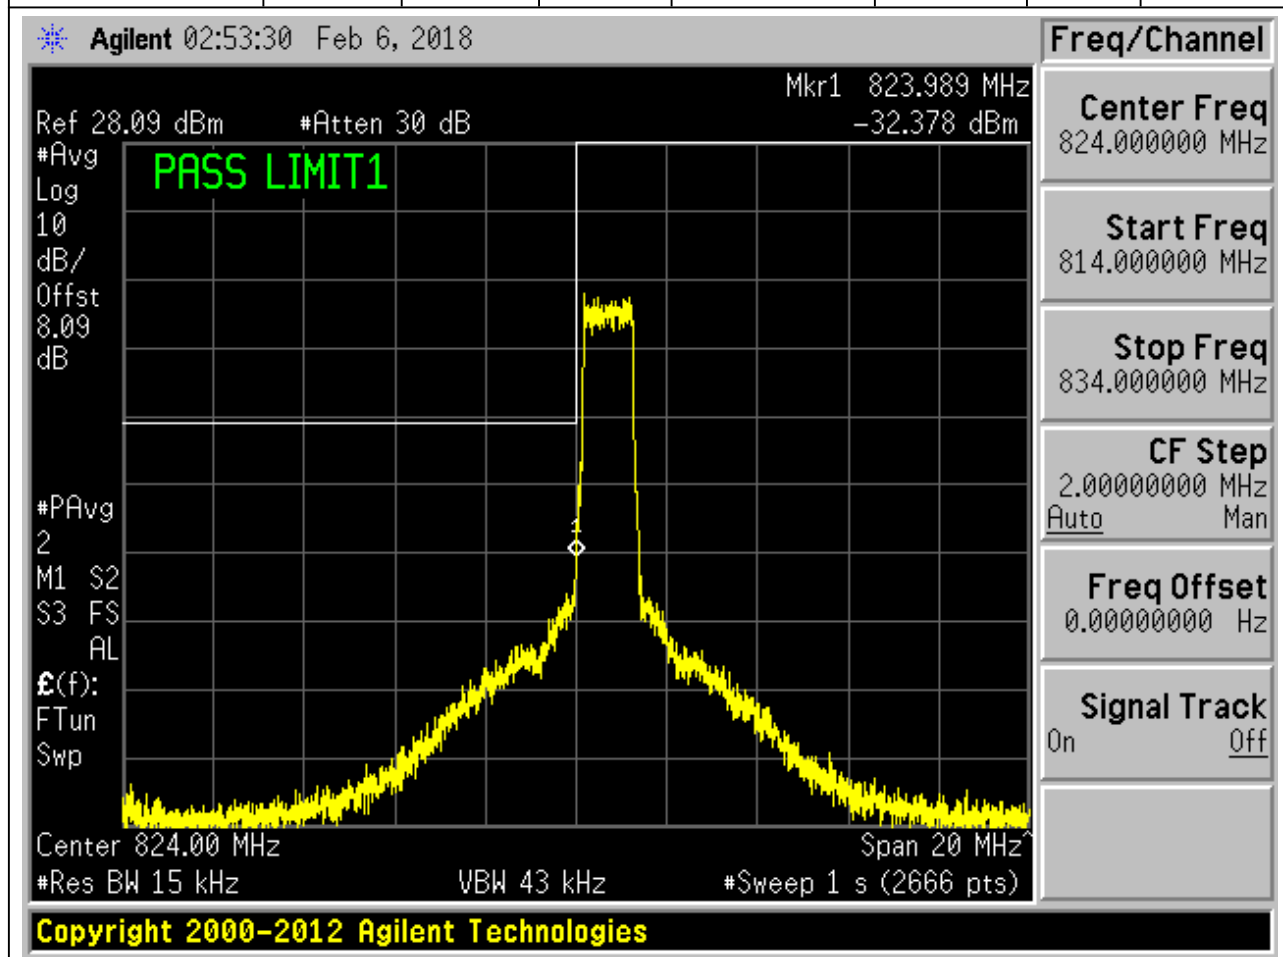 Agilent 02:53:30 Feb 6, 2018
Freq/Channel
Mkr1 823.989 MHz
Ref 28.09 dBm #Atten 30 dB -32.378 dBm
#Avg
Log
10
dB/
Offst
8.09
dB
PASS LIMIT1
1
#PAvg
2
M1 S2
S3 FS
AL
£(f):
FTun
Swp
Center 824.00 MHz Span 20 MHz^
#Res BW 15 kHz VBW 43 kHz #Sweep 1 s (2666 pts)
Center Freq
824.000000 MHz
Start Freq
814.000000 MHz
Stop Freq
834.000000 MHz
CF Step
2.00000000 MHz
Auto Man
Freq Offset
0.00000000 Hz
Signal Track
On Off
Copyright 2000-2012 Agilent Technologies